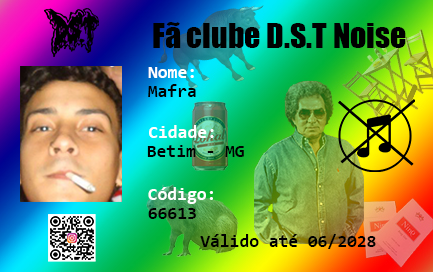 Fã clube D.S.T Noise
Nome:
Mafra
Cidade:
Betim - MG
Código:
66613
Válido até 06/2028